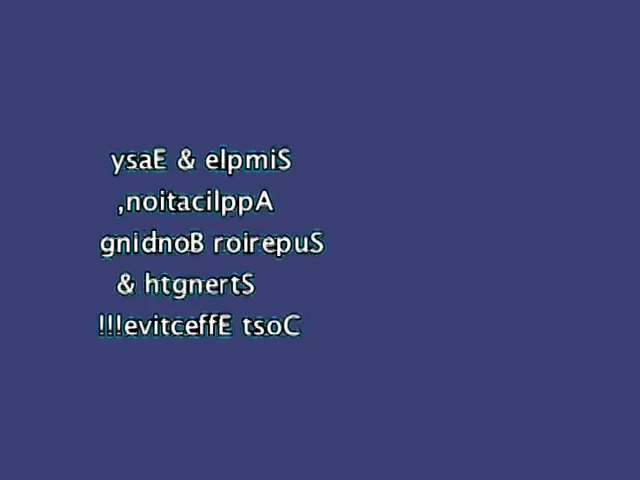 ysaE & elpmiS
,noitacilppA
gnidnoB roirepuS
& htgnertS
!!!evitceffE tsoC